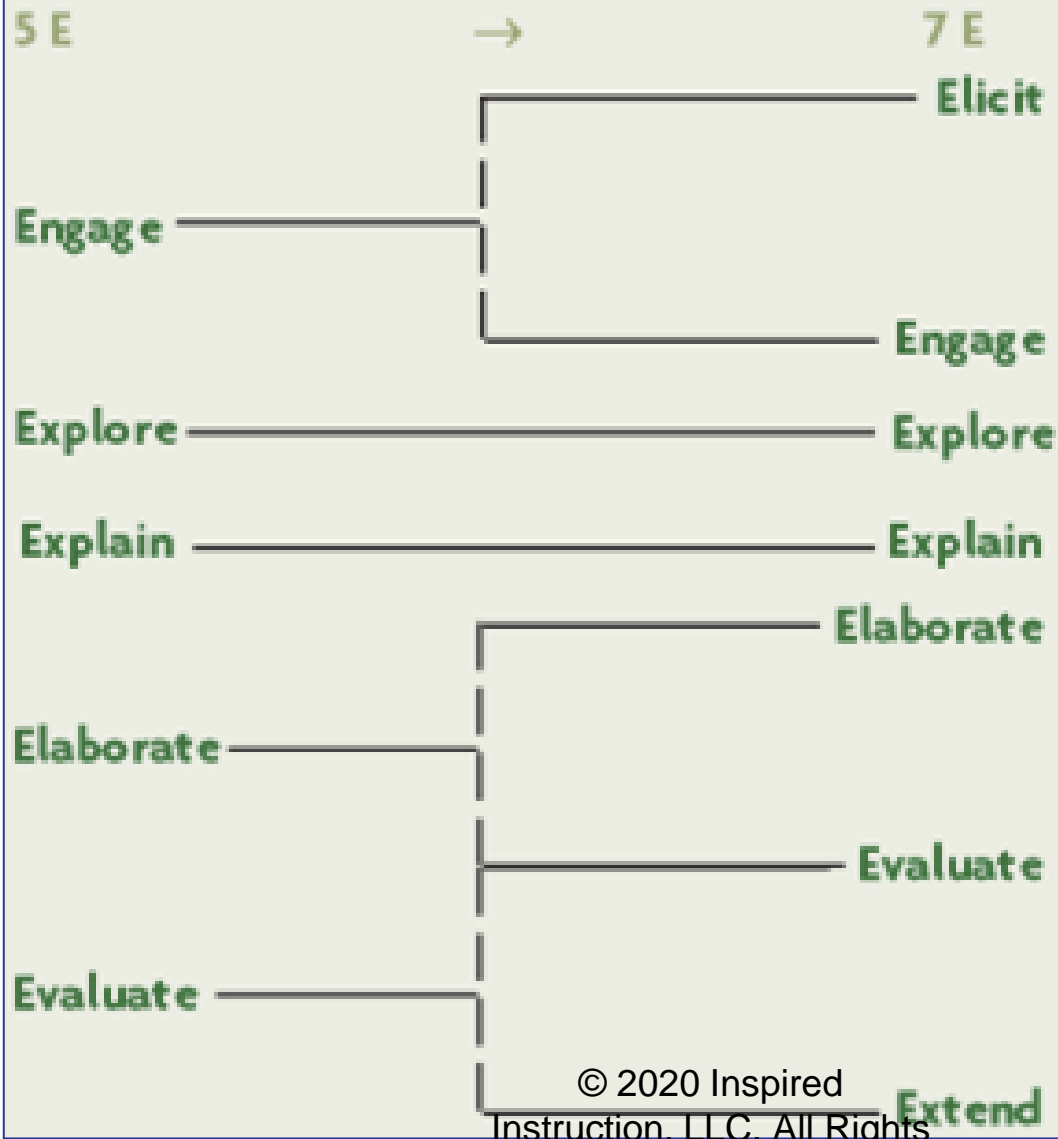 5 E → 7 E
Elicit
Engage
Engage
Explore Explore
Explain Explain
Elaborate
Elaborate
Evaluate
Evaluate
Extend
© 2020 Inspired
Instruction, LLC. All Rights